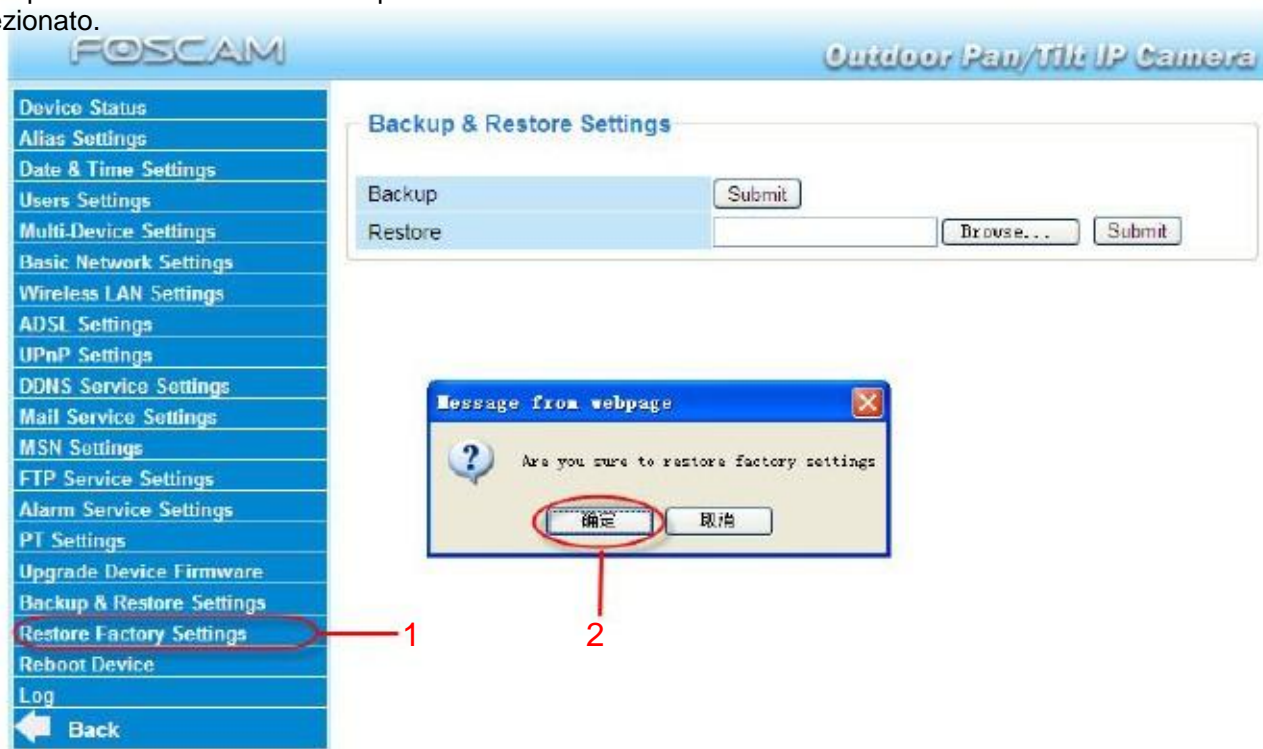 ezionato.
FOSCAM
Outdoor Pan/Tilt IP Camera
Device Status
Alias Settings
Date & Time Settings
Users Settings
Multi-Device Settings
Basic Network Settings
Wireless LAN Settings
ADSL Settings
UPnP Settings
DDNS Service Settings
Mail Service Settings
MSN Settings
FTP Service Settings
Alarm Service Settings
PT Settings
Upgrade Device Firmware
Backup & Restore Settings
Restore Factory Settings
Reboot Device
Log
Back
Backup & Restore Settings
Backup Submit
Restore Browse... Submit
Message from webpage
Are you sure to restore factory settings
确定 取消
1
2